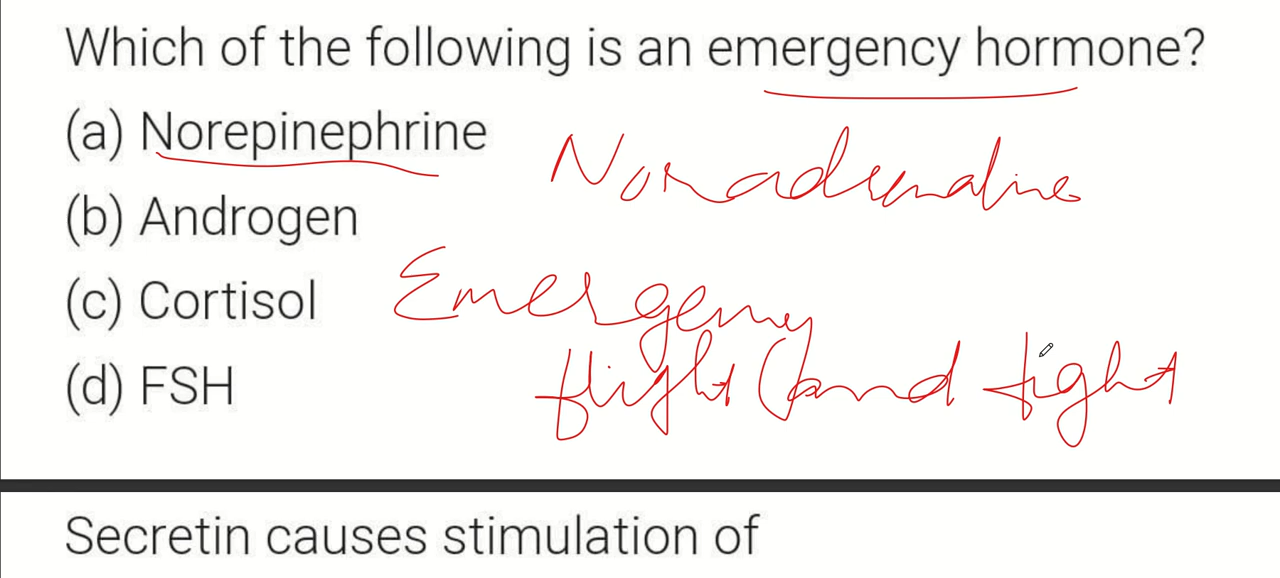 Which of the following is an emergency hormone?
(a) Norepinephrine
Noradrenaline
(b) Androgen
(c) Cortisol
Emergency
flight and fight
(d) FSH
Secretin causes stimulation of